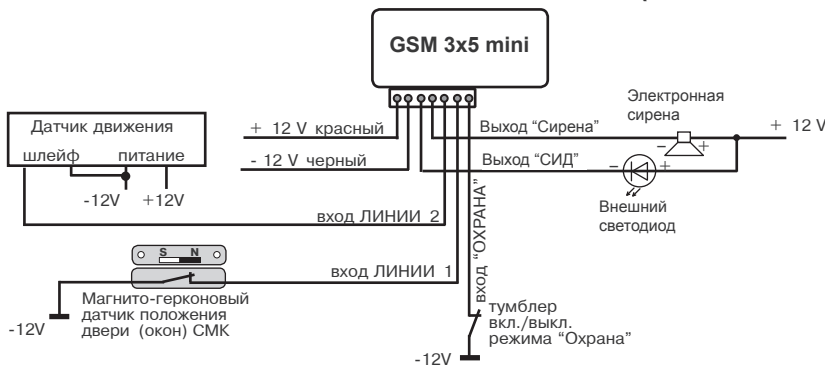 GSM 3x5 mini
Электронная
сирена
Датчик движения
+ 12 V красный
Выход “Сирена”
+ 12 V
шлейф питание
- 12 V черный
Выход “СИД”
– +
– +
-12V +12V
Внешний
светодиод
вход ЛИНИИ 2
вход “ОХРАНА”
S N
вход ЛИНИИ 1
Магнито-герконовый
датчик положения
двери (окон) СМК
-12V
тумблер
вкл./выкл.
режима “Охрана”
-12V